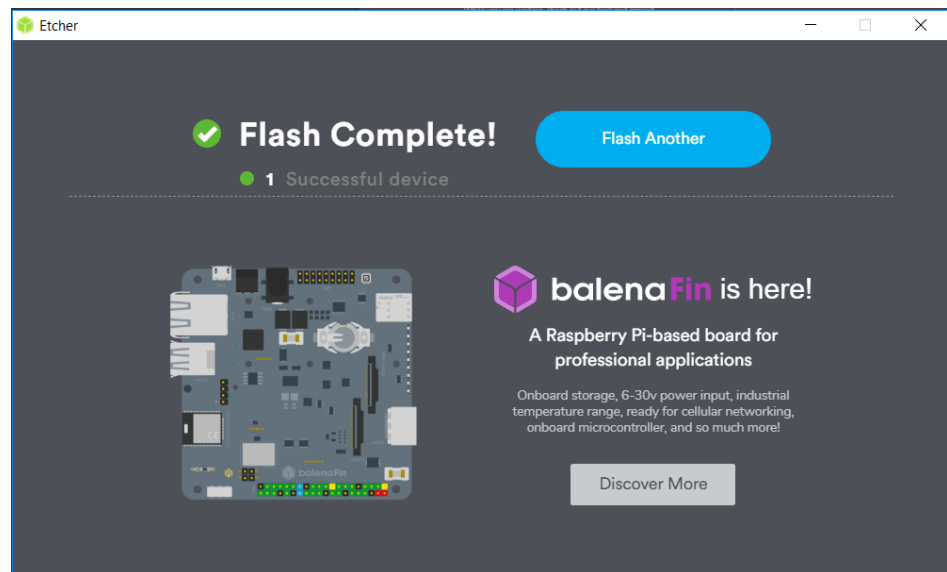 Etcher
Flash Complete!
Flash Another
1 Successful device
balenaFin is here!
A Raspberry Pi-based board for
professional applications
Onboard storage, 6-30v power input, industrial
temperature range, ready for cellular networking,
onboard microcontroller, and so much more!
balenaFin
Discover More